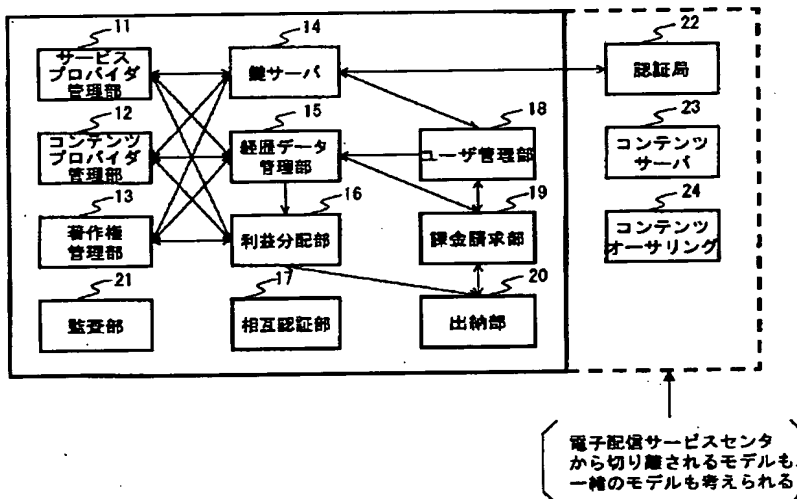 11
サービス
プロバイダ
管理部
14
鍵サーバ
22
認証局
12
コンテンツ
プロバイダ
管理部
15
経歴データ
管理部
18
ユーザ管理部
23
コンテンツ
サーバ
13
著作権
管理部
16
利益分配部
19
課金請求部
24
コンテンツ
オーサリング
21
監査部
17
相互認証部
20
出納部
電子配信サービスセンタ
から切り離されるモデルも、
一緒のモデルも考えられる